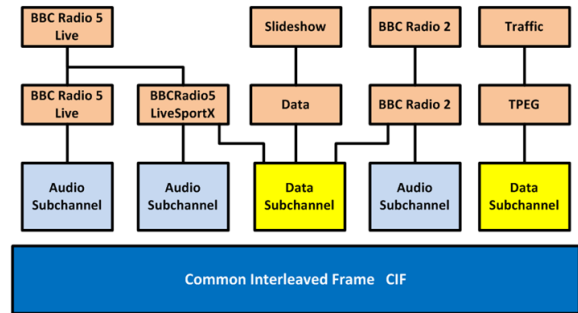 BBC Radio 5
Live
Slideshow
BBC Radio 2
Traffic
BBC Radio 5
Live
BBCRadio5
LiveSportX
Data
BBC Radio 2
TPEG
Audio
Subchannel
Audio
Subchannel
Data
Subchannel
Audio
Subchannel
Data
Subchannel
Common Interleaved Frame CIF